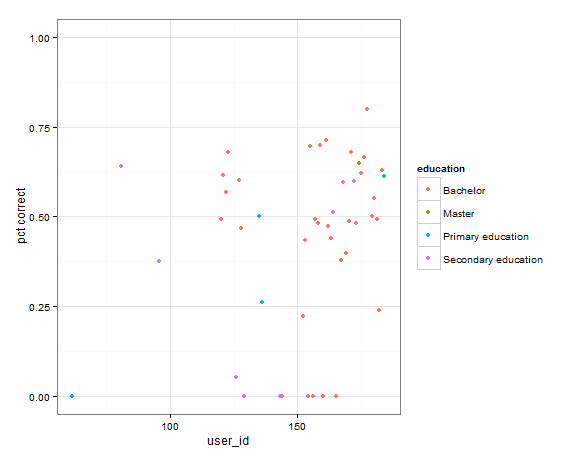 1.00
0.75
0.50
0.25
0.00
pct correct
100
150
user_id
education
Bachelor
Master
Primary education
Secondary education